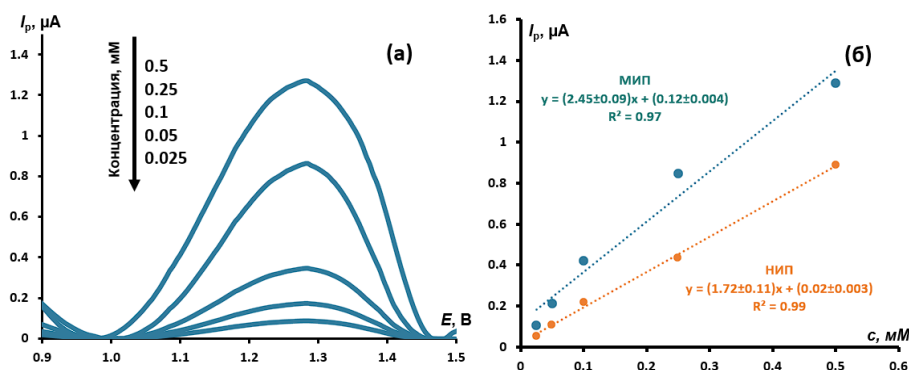 Iₚ, µA
(а)
Концентрация, мМ
0.5
0.25
0.1
0.05
0.025
1.4
1.2
1
0.8
0.6
0.4
0.2
0
0.9 1.0 1.1 1.2 1.3 1.4 1.5
E, В
Iₚ, µA
(б)
МИП
y = (2.45±0.09)x + (0.12±0.004)
R² = 0.97
НИП
y = (1.72±0.11)x + (0.02±0.003)
R² = 0.99
1.4
1.2
1
0.8
0.6
0.4
0.2
0
0 0.1 0.2 0.3 0.4 0.5 0.6
c, мМ